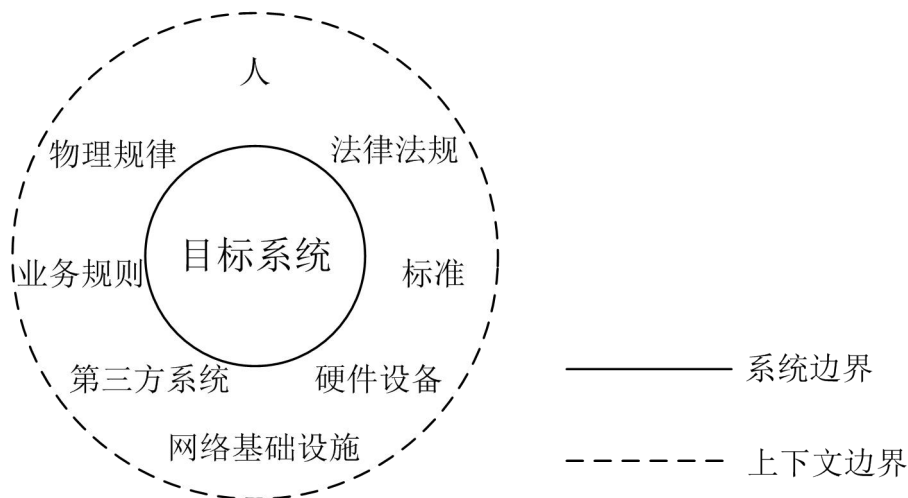 人
物理规律
法律法规
目标系统
业务规则
标准
第三方系统
硬件设备
网络基础设施
系统边界
上下文边界